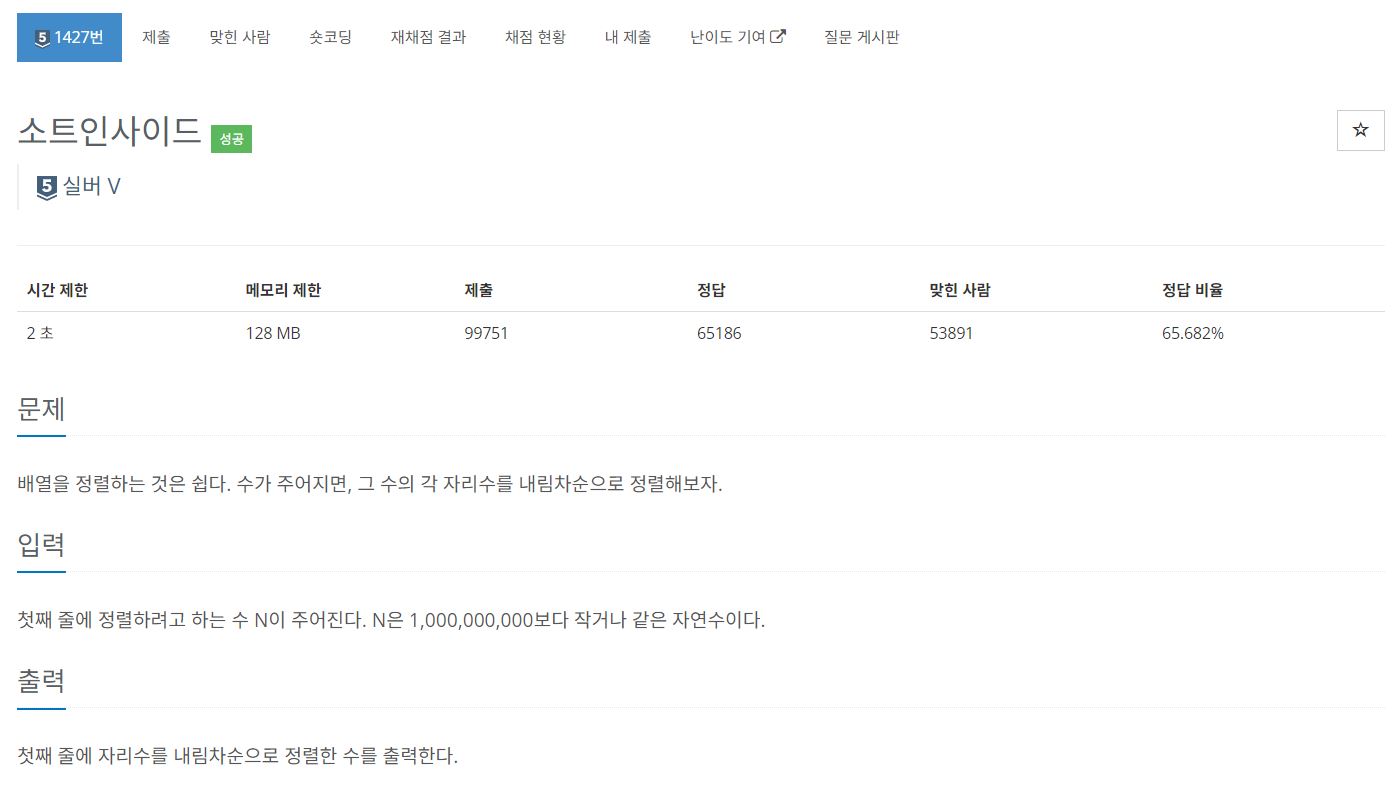 5 1427번 제출 맞힌 사람 숏코딩 재채점 결과 채점 현황 내 제출 난이도 기여 질문 게시판
소트인사이드 성공
5 실버 V
시간 제한 메모리 제한 제출 정답 맞힌 사람 정답 비율
2 초 128 MB 99751 65186 53891 65.682%
문제
배열을 정렬하는 것은 쉽다. 수가 주어지면, 그 수의 각 자리수를 내림차순으로 정렬해보자.
입력
첫째 줄에 정렬하려고 하는 수 N이 주어진다. N은 1,000,000,000보다 작거나 같은 자연수이다.
출력
첫째 줄에 자리수를 내림차순으로 정렬한 수를 출력한다.